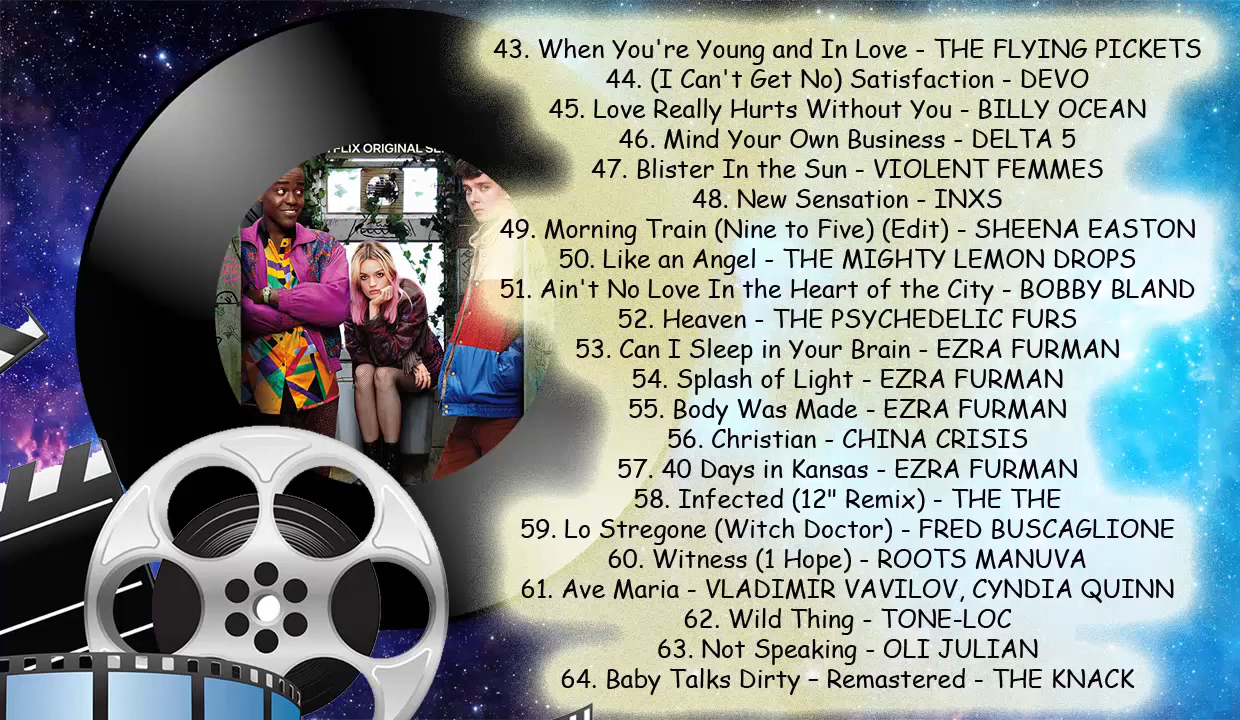 FLIX ORIGINAL SE
43. When You're Young and In Love - THE FLYING PICKETS
44. (I Can't Get No) Satisfaction - DEVO
45. Love Really Hurts Without You - BILLY OCEAN
46. Mind Your Own Business - DELTA 5
47. Blister In the Sun - VIOLENT FEMMES
48. New Sensation - INXS
49. Morning Train (Nine to Five) (Edit) - SHEENA EASTON
50. Like an Angel - THE MIGHTY LEMON DROPS
51. Ain't No Love In the Heart of the City - BOBBY BLAND
52. Heaven - THE PSYCHEDELIC FURS
53. Can I Sleep in Your Brain - EZRA FURMAN
54. Splash of Light - EZRA FURMAN
55. Body Was Made - EZRA FURMAN
56. Christian - CHINA CRISIS
57. 40 Days in Kansas - EZRA FURMAN
58. Infected (12" Remix) - THE THE
59. Lo Stregone (Witch Doctor) - FRED BUSCAGLIONE
60. Witness (1 Hope) - ROOTS MANUVA
61. Ave Maria - VLADIMIR VAVILOV, CYNDIA QUINN
62. Wild Thing - TONE-LOC
63. Not Speaking - OLI JULIAN
64. Baby Talks Dirty – Remastered - THE KNACK